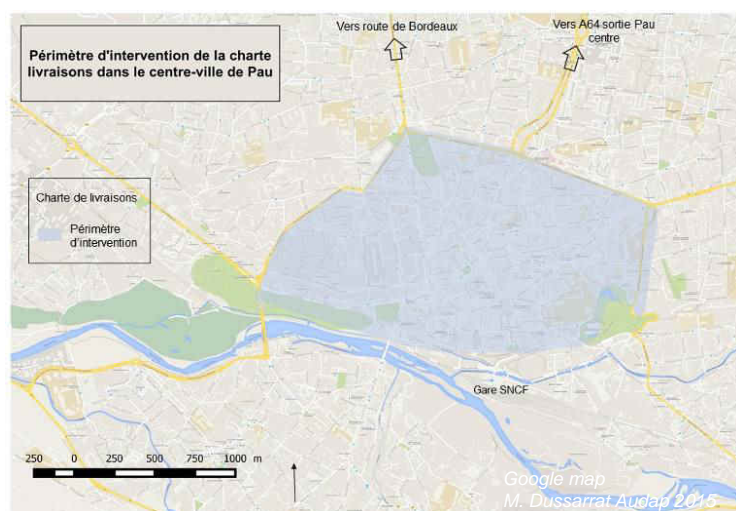 Vers route de Bordeaux
Vers A64 sortie Pau
centre
Périmètre d'intervention de la charte
livraisons dans le centre-ville de Pau
Charte de livraisons
Périmètre
d'intervention
Gare SNCF
250 0 250 500 750 1000 m
Google map
M. Dussarrat Audap 2015